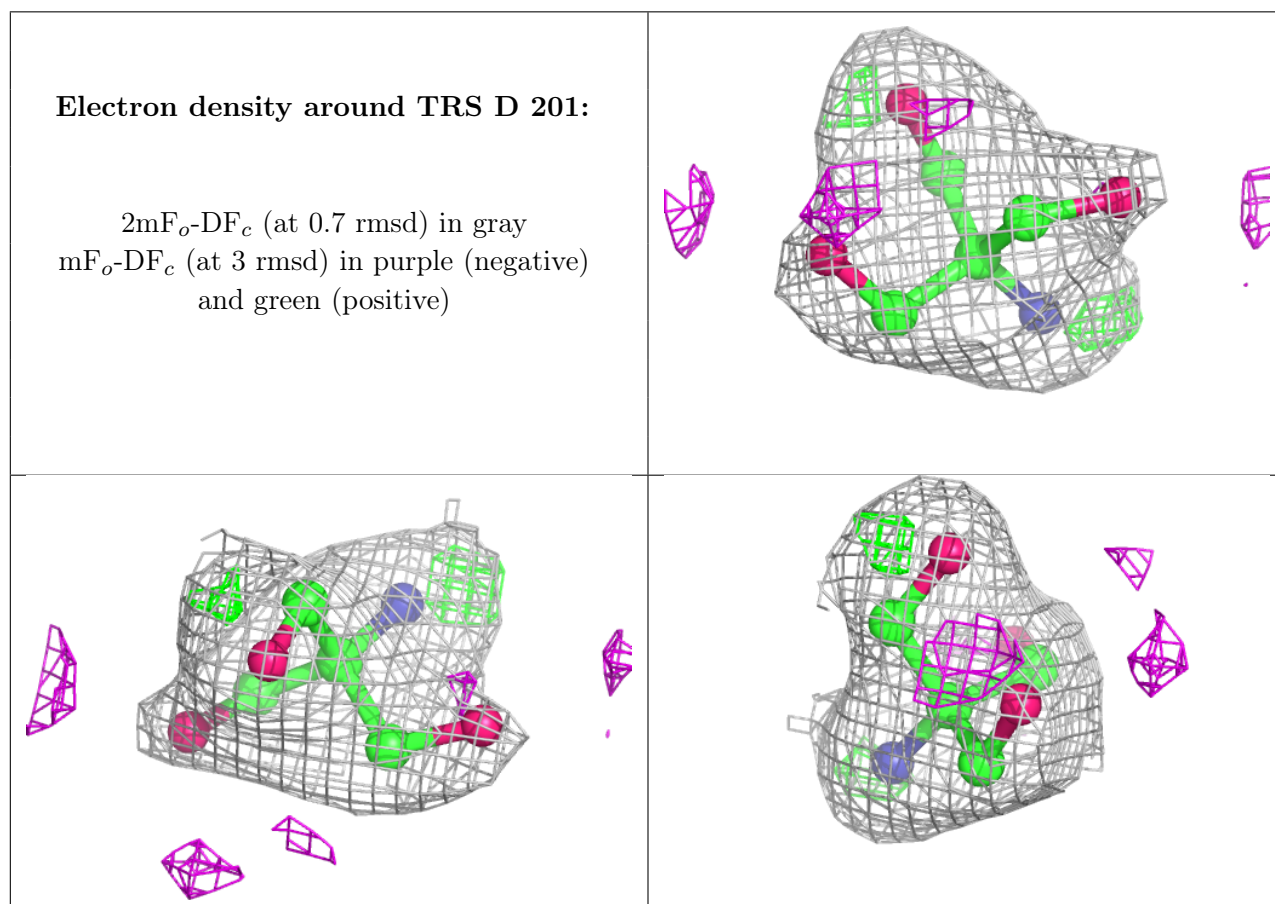 Electron density around TRS D 201:
2mFo-DFc (at 0.7 rmsd) in gray
mFo-DFc (at 3 rmsd) in purple (negative)
and green (positive)